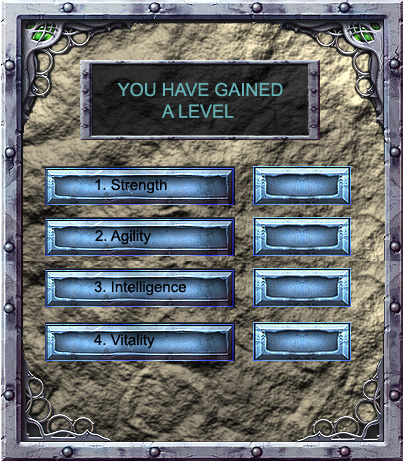 YOU HAVE GAINED
A LEVEL
1. Strength
2. Agility
3. Intelligence
4. Vitality